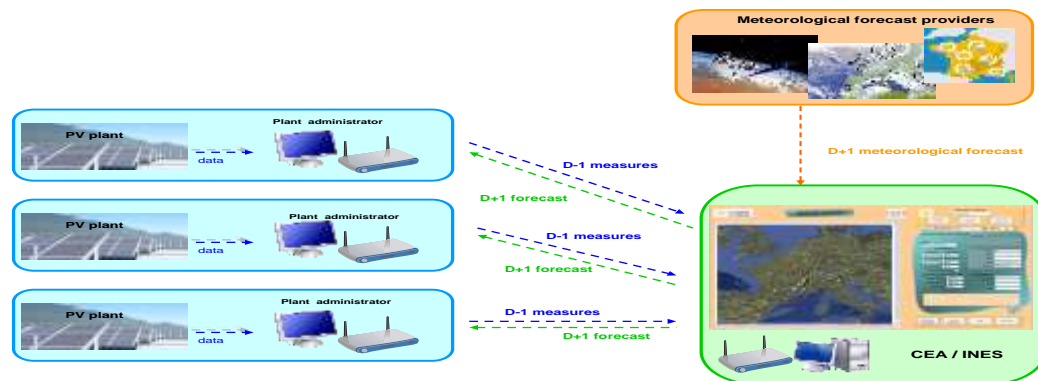 Meteorological forecast providers
D+1 meteorological forecast
PV plant
data
Plant administrator
D-1 measures
D+1 forecast
PV plant
data
Plant administrator
D-1 measures
D+1 forecast
PV plant
data
Plant administrator
D-1 measures
D+1 forecast
CEA / INES